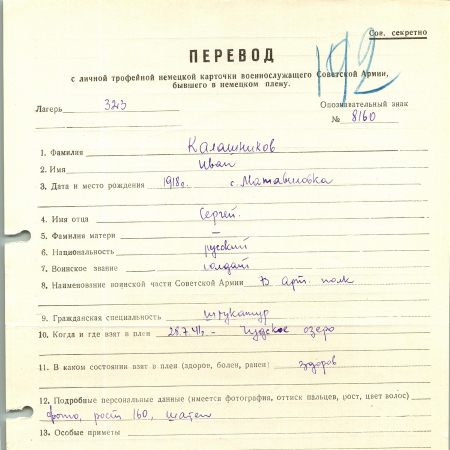 Сов. секретно
192
ПЕРЕВОД
с личной трофейной немецкой карточки военнослужащего Советской Армии,
бывшего в немецком плену.
Лагерь 323 Опознавательный знак
№ 8160
1. Фамилия Калашников
2. Имя Иван
3. Дата и место рождения 1918г. с.
4. Имя отца Сергей.
5. Фамилия матери —
6. Национальность русский
7. Воинское звание солдат
8. Наименование воинской части Советской Армии В арт. полк
9. Гражданская специальность штукатур
10. Когда и где взят в плен 28.7.41. - Чудское озеро
11. В каком состоянии взят в плен (здоров, болен, ранен) здоров
12. Подробные персональные данные (имеется фотография, оттиск пальцев, рост, цвет волос)
фото, рост 160, шатен
13. Особые приметы